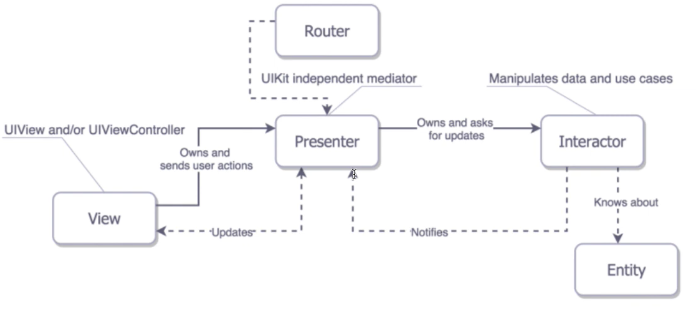 Router
UIKit independent mediator
Manipulates data and use cases
UIView and/or UIViewController
Owns and
sends user actions
Presenter
Owns and asks
for updates
Interactor
View
Updates
Notifies
Knows about
Entity